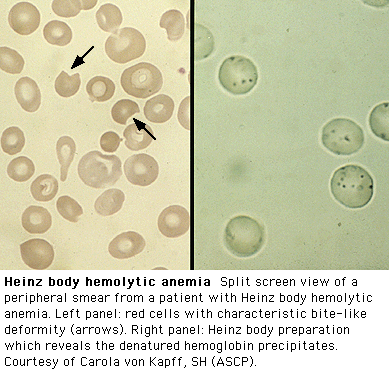 Heinz body hemolytic anemia Split screen view of a
peripheral smear from a patient with Heinz body hemolytic
anemia. Left panel: red cells with characteristic bite-like
deformity (arrows). Right panel: Heinz body preparation
which reveals the denatured hemoglobin precipitates.
Courtesy of Carola von Kapff, SH (ASCP).